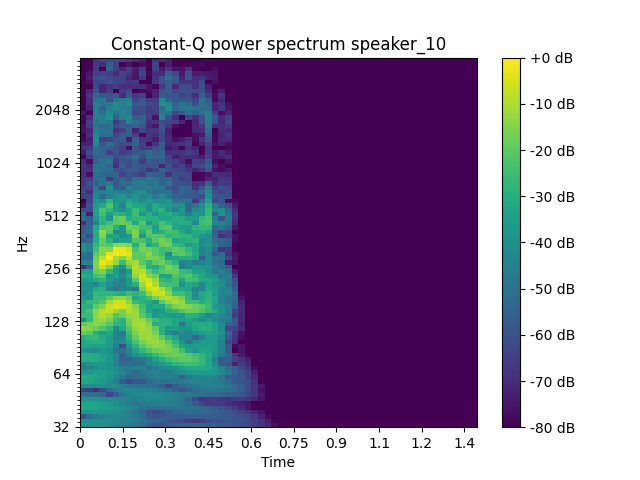 Constant-Q power spectrum speaker_10
+0 dB
-10 dB
-20 dB
-30 dB
-40 dB
-50 dB
-60 dB
-70 dB
-80 dB
2048
1024
512
256
128
64
32
Hz
0 0.15 0.3 0.45 0.6 0.75 0.9 1.1 1.2 1.4
Time